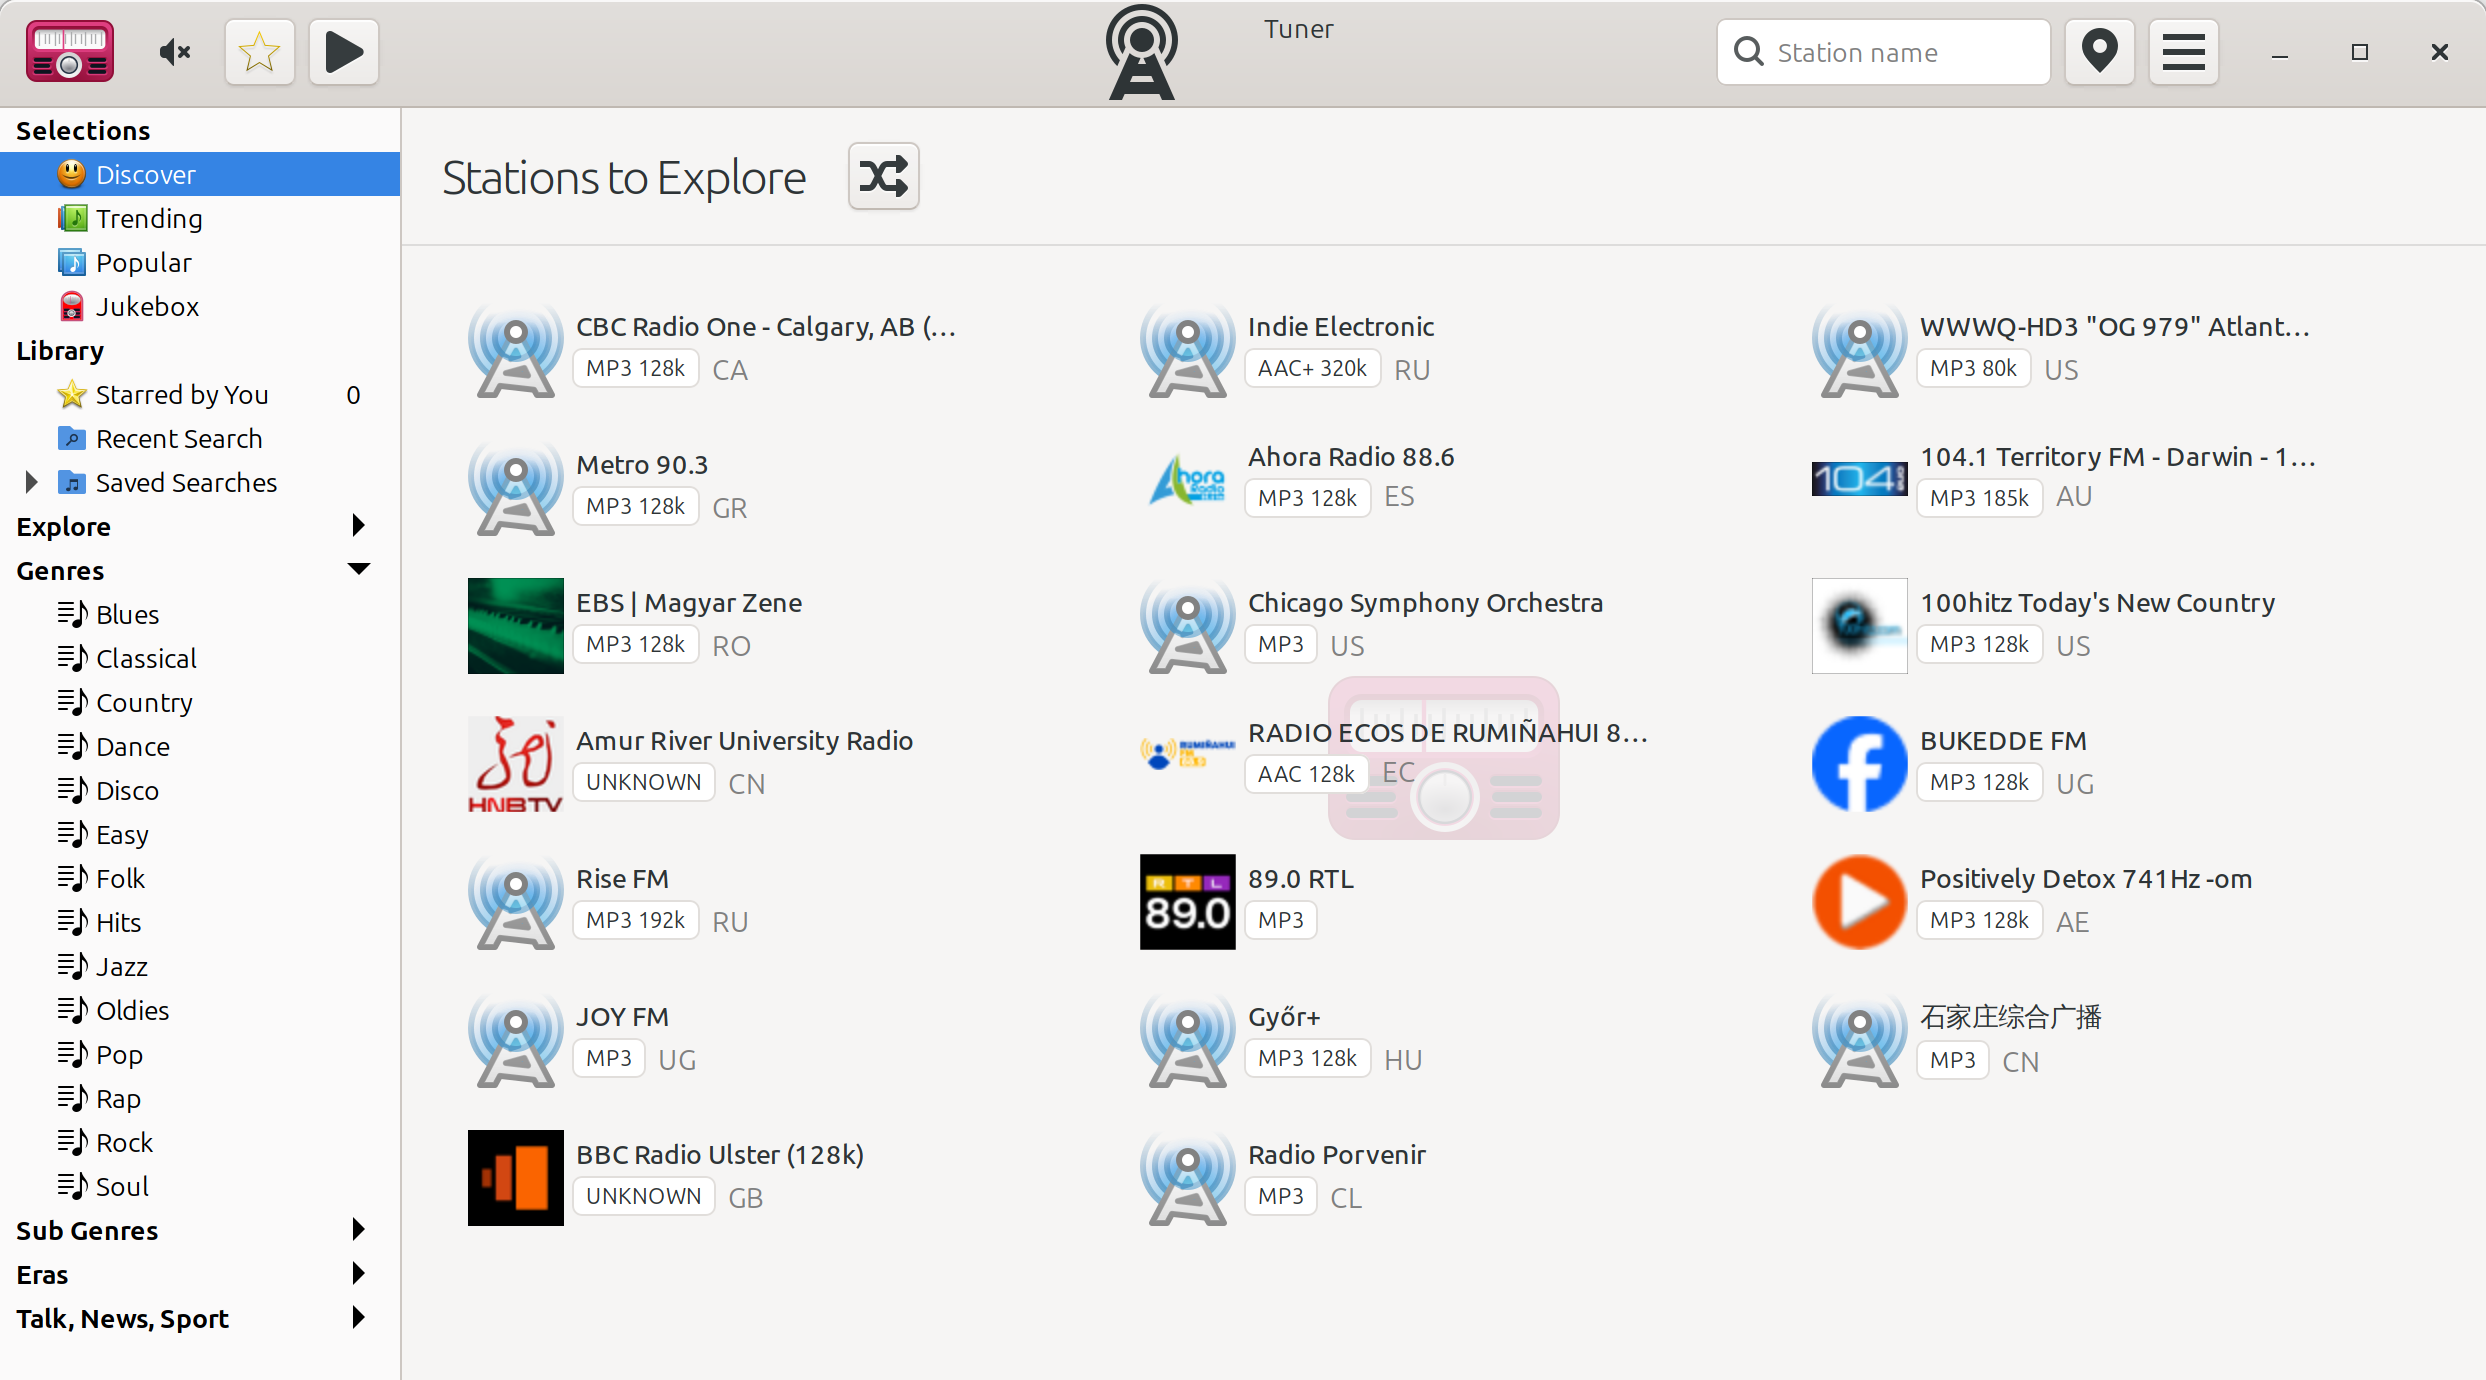 Tuner
Station name
Selections
Discover
Trending
Popular
Jukebox
Library
Starred by You 0
Recent Search
Saved Searches
Explore
Genres
Blues
Classical
Country
Dance
Disco
Easy
Folk
Hits
Jazz
Oldies
Pop
Rap
Rock
Soul
Sub Genres
Eras
Talk, News, Sport
Stations to Explore
CBC Radio One - Calgary, AB (...
MP3 128k CA
Indie Electronic
AAC+ 320k RU
WWWQ-HD3 "OG 979" Atlant...
MP3 80k US
Metro 90.3
MP3 128k GR
Ahora Radio 88.6
MP3 128k ES
104.1 Territory FM - Darwin - 1...
MP3 185k AU
EBS | Magyar Zene
MP3 128k RO
Chicago Symphony Orchestra
MP3 US
100hitz Today's New Country
MP3 128k US
HNBTV
Amur River University Radio
UNKNOWN CN
RADIO ECOS DE RUMIÑAHUI 8...
AAC 128k EC
BUKEDDE FM
MP3 128k UG
Rise FM
MP3 192k RU
RTL
89.0
89.0 RTL
MP3
Positively Detox 741Hz -om
MP3 128k AE
JOY FM
MP3 UG
Győr+
MP3 128k HU
石家庄综合广播
MP3 CN
BBC Radio Ulster (128k)
UNKNOWN GB
Radio Porvenir
MP3 CL